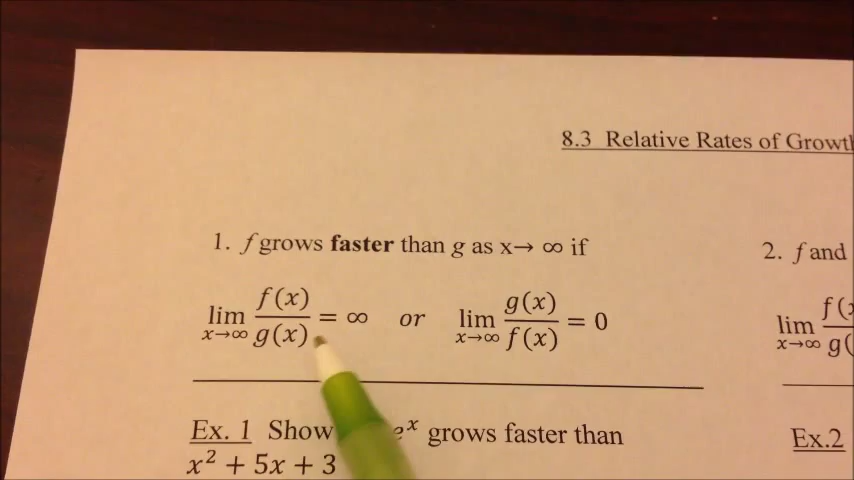 8.3 Relative Rates of Growth
1. f grows faster than g as x→ ∞ if
lim x→∞ f(x)/g(x) = ∞ or lim x→∞ g(x)/f(x) = 0
2. f and
lim x→∞
Ex. 1 Show e^x grows faster than
x² + 5x + 3
Ex.2